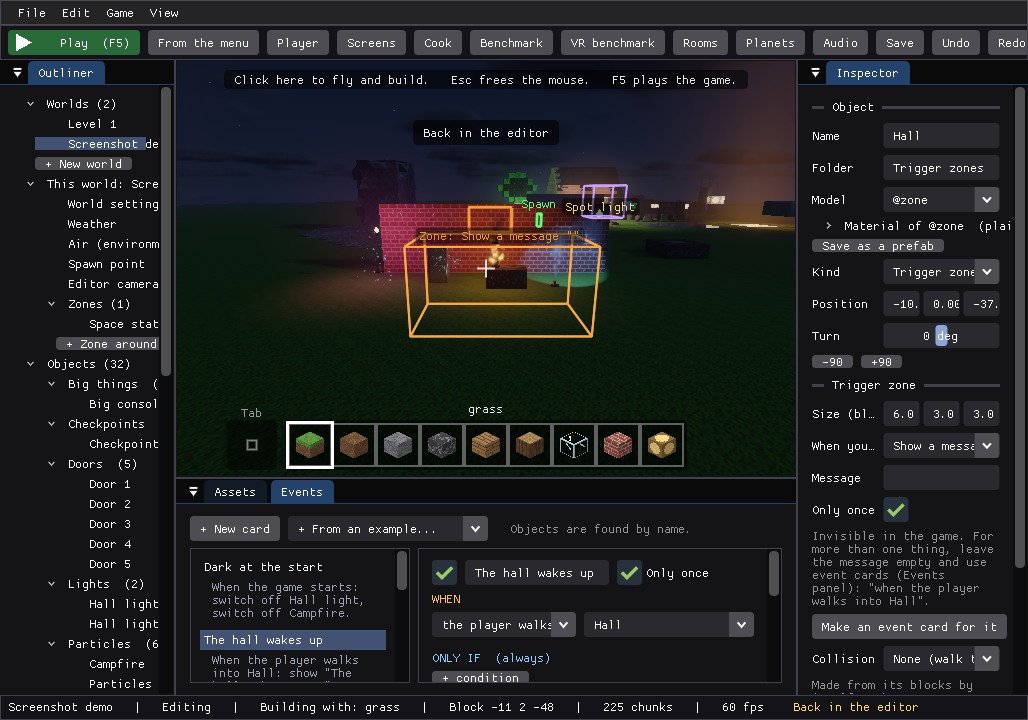 File Edit Game View
Play (F5) From the menu Player Screens Cook Benchmark VR benchmark Rooms Planets Audio Save Undo Redo
Outliner
Worlds (2)
Level 1
Screenshot de
+ New world
This world: Scre
World setting
Weather
Air (environm
Spawn point
Editor camera
Zones (1)
Space stat
+ Zone around
Objects (32)
Big things (
Big consol
Checkpoints
Checkpoint
Doors (5)
Door 1
Door 2
Door 3
Door 4
Door 5
Lights (2)
Hall light
Hall light
Particles (6
Campfire
Particles
Click here to fly and build. Esc frees the mouse. F5 plays the game.
Back in the editor
Spawn
Spot light
Zone: Show a message ""
grass
Tab
Assets Events
+ New card + From an example... Objects are found by name.
Dark at the start
When the game starts:
switch off Hall light,
switch off Campfire.
The hall wakes up
When the player walks
into Hall: show "The
The hall wakes up Only once
WHEN
the player walks Hall
ONLY IF (always)
+ condition
Inspector
Object
Name Hall
Folder Trigger zones
Model @zone
Material of @zone (plai
Save as a prefab
Kind Trigger zone
Position -10. 0.00 -37.
Turn 0 deg
-90 +90
Trigger zone
Size (bl… 6.0 3.0 3.0
When you… Show a messa
Message
Only once
Invisible in the game. For
more than one thing, leave
the message empty and use
event cards (Events
panel): "when the player
walks into Hall".
Make an event card for it
Collision None (walk t
Made from its blocks by
Screenshot demo | Editing | Building with: grass | Block -11 2 -48 | 225 chunks | 60 fps Back in the editor